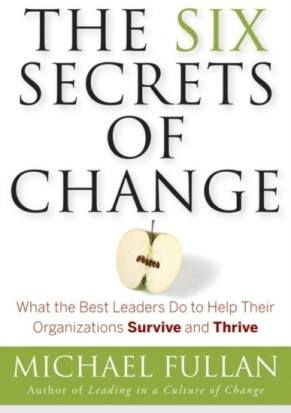 THE SIX
SECRETS
OF
CHANGE
What the Best Leaders Do to Help Their
Organizations Survive and Thrive
MICHAEL FULLAN
Author of Leading in a Culture of Change